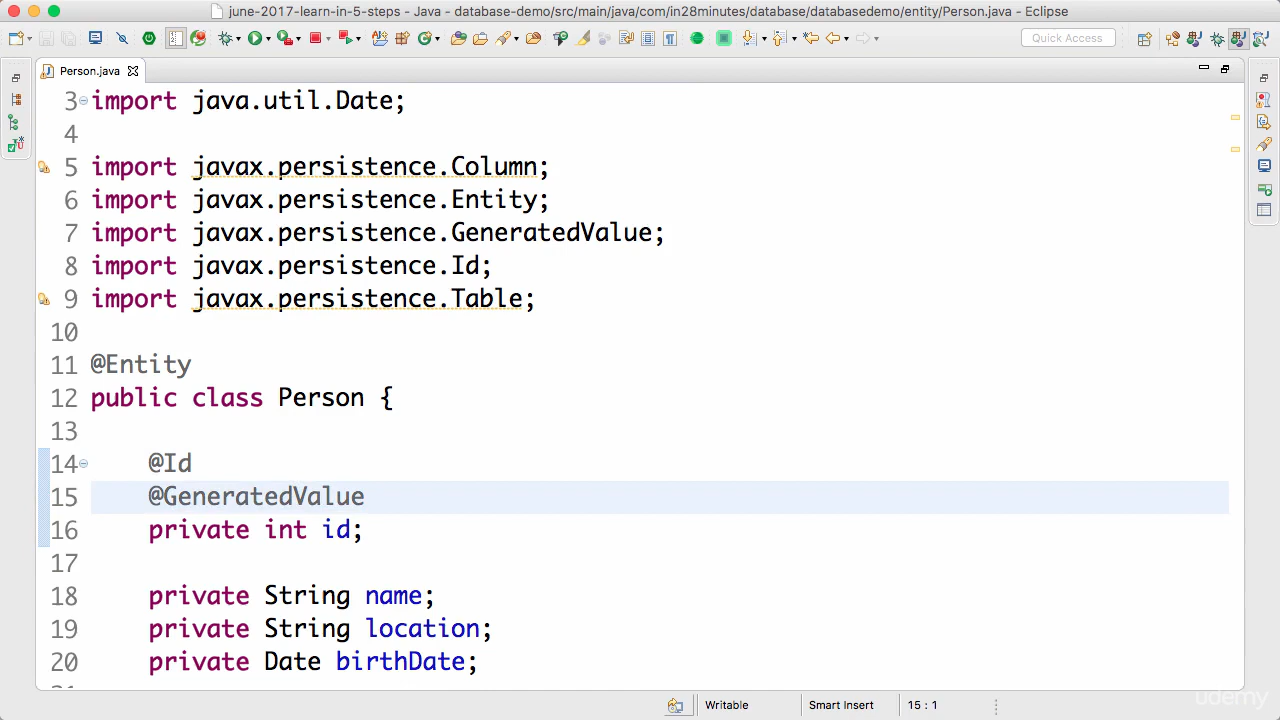 june-2017-learn-in-5-steps - Java - database-demo/src/main/java/com/in28minutes/database/databasedemo/entity/Person.java - Eclipse
Quick Access
Person.java
3 import java.util.Date;
4
5 import javax.persistence.Column;
6 import javax.persistence.Entity;
7 import javax.persistence.GeneratedValue;
8 import javax.persistence.Id;
9 import javax.persistence.Table;
10
11 @Entity
12 public class Person {
13
14 @Id
15 @GeneratedValue
16 private int id;
17
18 private String name;
19 private String location;
20 private Date birthDate;
Writable
Smart Insert
15 : 1
udemy